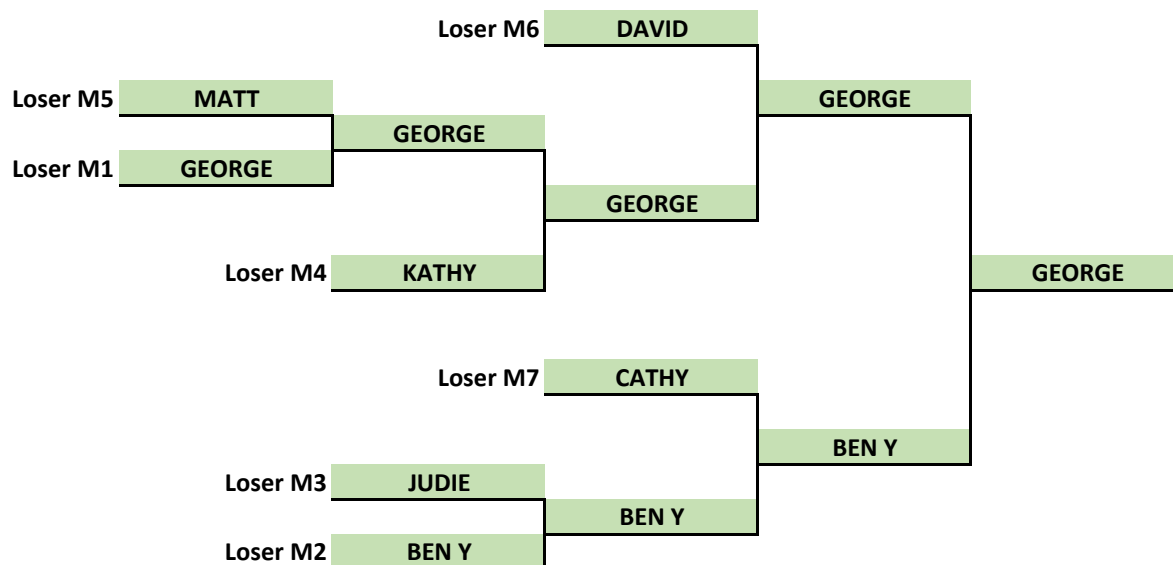 Loser M6 DAVID
Loser M5 MATT
GEORGE
GEORGE
Loser M1 GEORGE
GEORGE
Loser M4 KATHY
GEORGE
Loser M7 CATHY
BEN Y
Loser M3 JUDIE
BEN Y
Loser M2 BEN Y